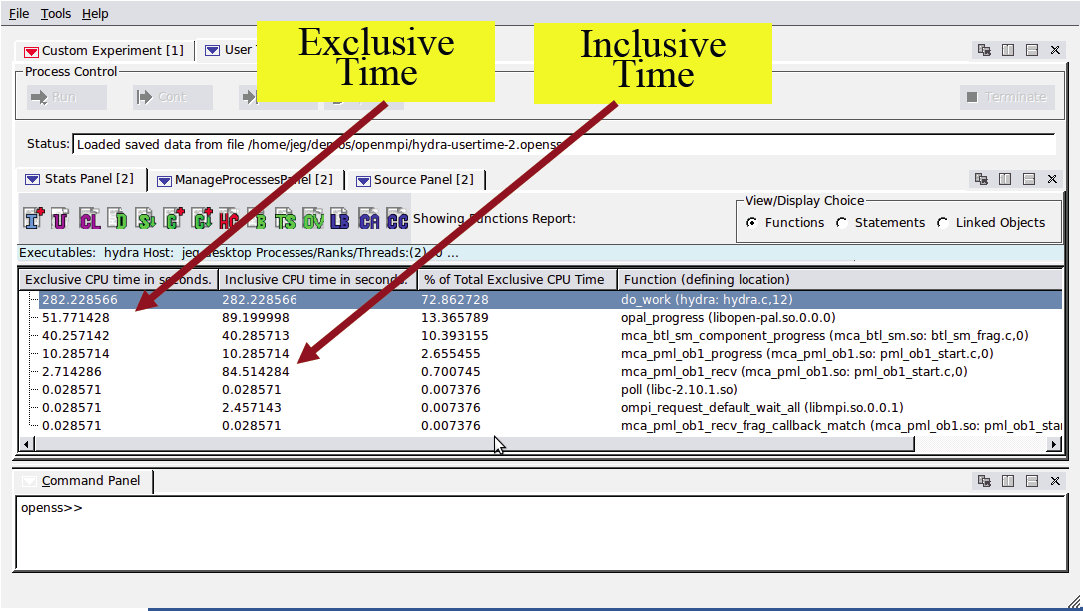 File Tools Help
Exclusive Time
Inclusive Time
Custom Experiment [1] User
Process Control
Run Cont Terminate
Status: Loaded saved data from file /home/jeg/demos/openmpi/hydra-usertime-2.openss
Stats Panel [2] ManageProcessesPanel [2] Source Panel [2]
View/Display Choice
I+ U CL D S↓ G+ G↓ HC B TS OV LB CA CC Showing Functions Report: Functions Statements Linked Objects
Executables: hydra Host: jeg-desktop Processes/Ranks/Threads:(2) 0 ...
Exclusive CPU time in seconds. Inclusive CPU time in seconds. % of Total Exclusive CPU Time Function (defining location)
282.228566 282.228566 72.862728 do_work (hydra: hydra.c,12)
51.771428 89.199998 13.365789 opal_progress (libopen-pal.so.0.0.0)
40.257142 40.285713 10.393155 mca_btl_sm_component_progress (mca_btl_sm.so: btl_sm_frag.c,0)
10.285714 10.285714 2.655455 mca_pml_ob1_progress (mca_pml_ob1.so: pml_ob1_start.c,0)
2.714286 84.514284 0.700745 mca_pml_ob1_recv (mca_pml_ob1.so: pml_ob1_start.c,0)
0.028571 0.028571 0.007376 poll (libc-2.10.1.so)
0.028571 2.457143 0.007376 ompi_request_default_wait_all (libmpi.so.0.0.1)
0.028571 0.028571 0.007376 mca_pml_ob1_recv_frag_callback_match (mca_pml_ob1.so: pml_ob1_star
Command Panel
openss>>